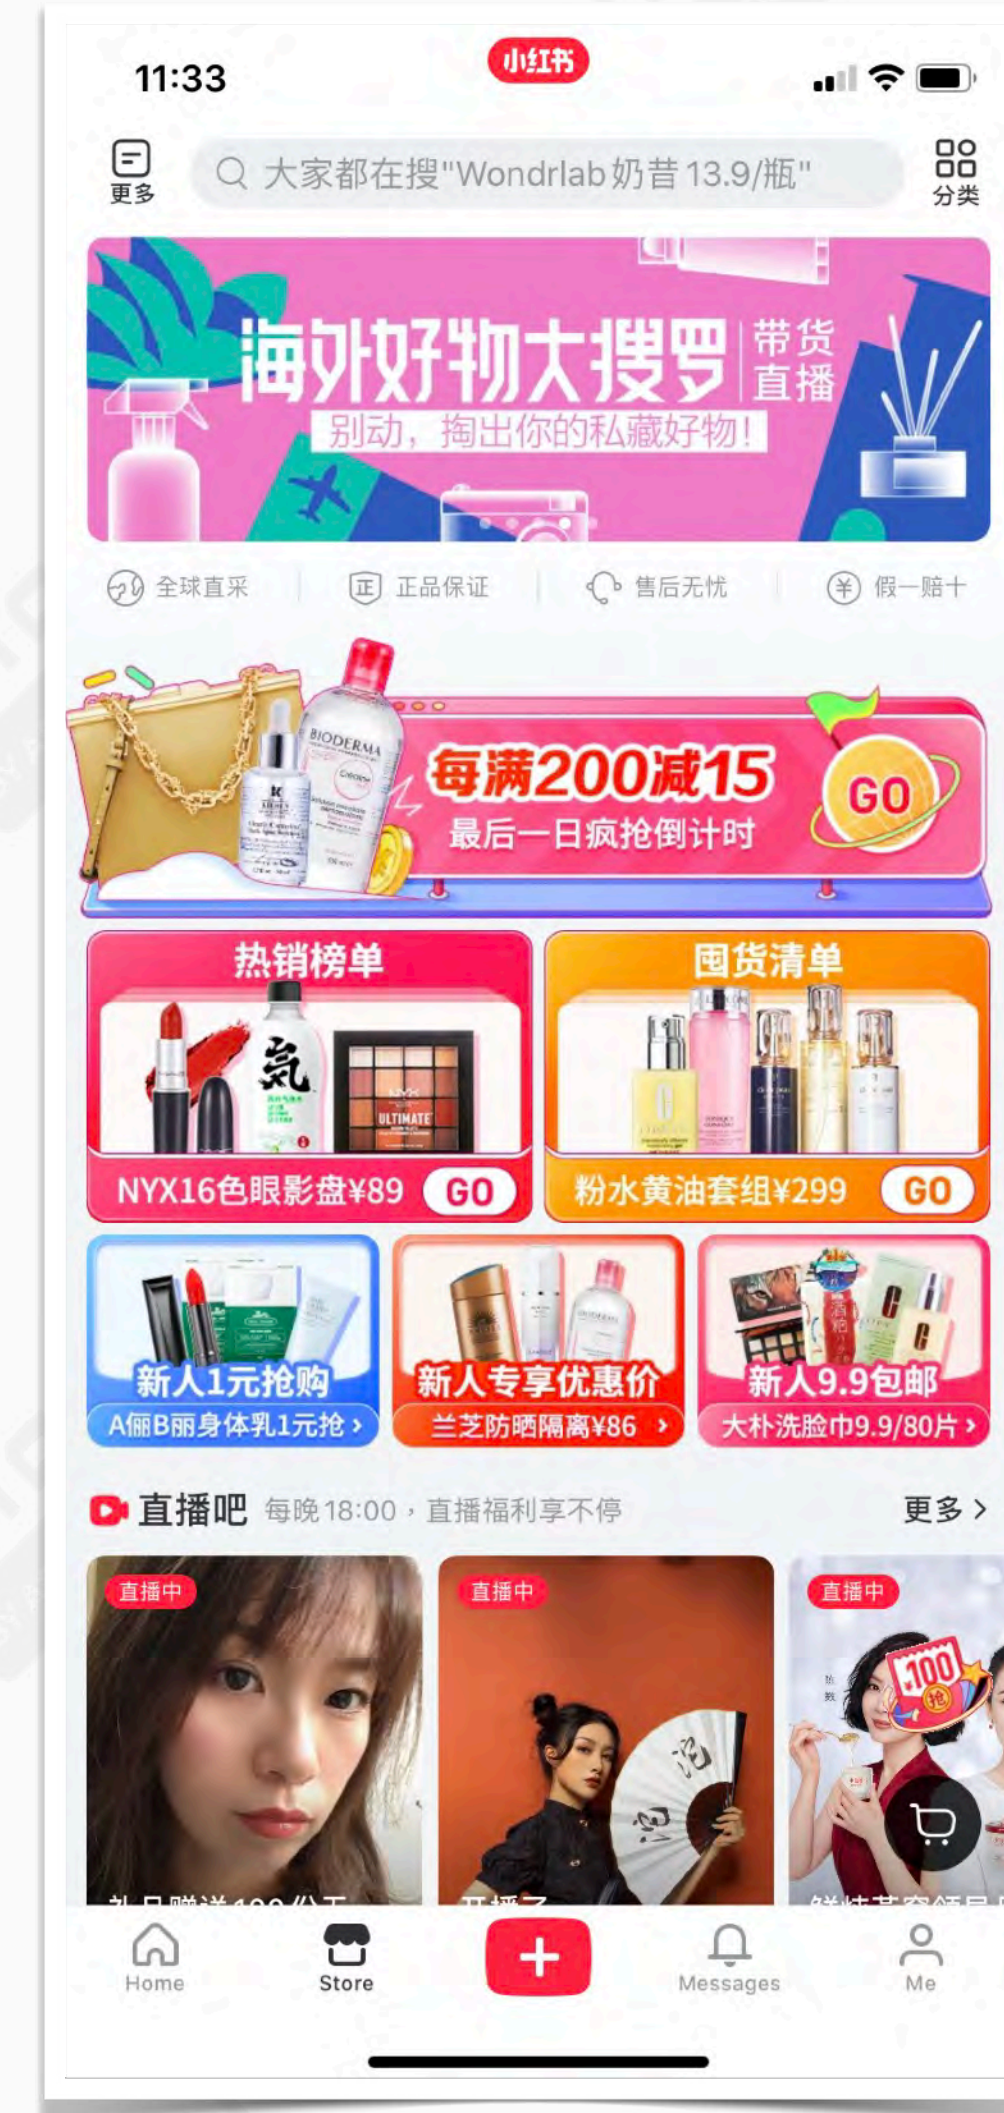 11:33
小红书
更多
大家都在搜"Wondrlab奶昔13.9/瓶"
分类
海外好物大搜罗
带货
直播
别动，掏出你的私藏好物！
全球直采
正 正品保证
售后无忧
¥ 假一赔十
BIODERMA
Créaline
每满200减15
最后一日疯抢倒计时
GO
热销榜单
囤货清单
気
NYX
ULTIMATE
NYX16色眼影盘¥89
GO
粉水黄油套组¥299
GO
新人1元抢购
新人专享优惠价
新人9.9包邮
A俪B丽身体乳1元抢 >
兰芝防晒隔离¥86 >
大朴洗脸巾9.9/80片 >
直播吧
每晚18:00，直播福利享不停
更多 >
直播中
直播中
直播中
¥100
抢
Home
Store
Messages
Me